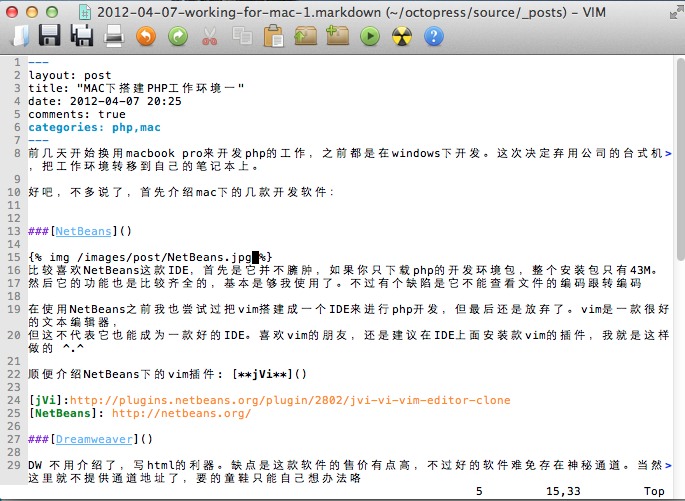 2012-04-07-working-for-mac-1.markdown (~/octopress/source/_posts) – VIM
1 ---
2 layout: post
3 title: "MAC下搭建PHP工作环境一"
4 date: 2012-04-07 20:25
5 comments: true
6 categories: php,mac
7 ---
8 前几天开始换用macbook pro来开发php的工作，之前都是在windows下开发。这次决定弃用公司的台式机>
，把工作环境转移到自己的笔记本上。
9
10 好吧，不多说了，首先介绍mac下的几款开发软件：
11
12
13 ###[NetBeans]()
14
15 {% img /images/post/NetBeans.jpg %}
16 比较喜欢NetBeans这款IDE，首先是它并不臃肿，如果你只下载php的开发环境包，整个安装包只有43M。
17 然后它的功能也是比较齐全的，基本是够我使用了。不过有个缺陷是它不能查看文件的编码跟转编码
18
19 在使用NetBeans之前我也尝试过把vim搭建成一个IDE来进行php开发，但最后还是放弃了。vim是一款很好
的文本编辑器，
20 但这不代表它也能成为一款好的IDE。喜欢vim的朋友，还是建议在IDE上面安装款vim的插件，我就是这样
做的 ^.^
21
22 顺便介绍NetBeans下的vim插件: [**jVi**]()
23
24 [jVi]:http://plugins.netbeans.org/plugin/2802/jvi-vi-vim-editor-clone
25 [NetBeans]: http://netbeans.org/
26
27 ###[Dreamweaver]()
28
29 DW 不用介绍了，写html的利器。缺点是这款软件的售价有点高，不过好的软件难免存在神秘通道。当然>
这里就不提供通道地址了，要的童鞋只能自己想办法咯
5 15,33 Top